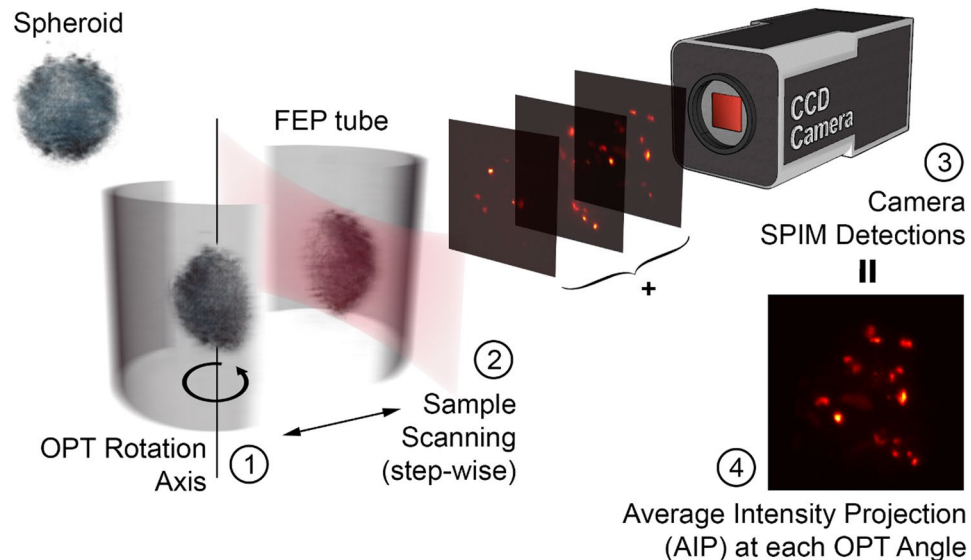 Spheroid
FEP tube
CCD
Camera
3
Camera
SPIM Detections
=
+
2
Sample
Scanning
(step-wise)
OPT Rotation
Axis
1
4
Average Intensity Projection
(AIP) at each OPT Angle